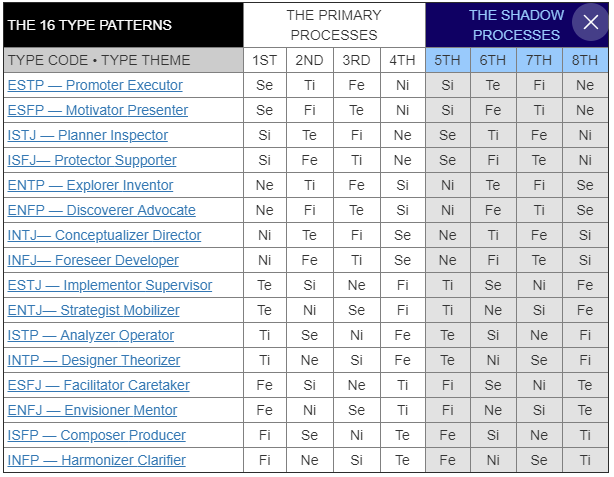 THE 16 TYPE PATTERNS THE PRIMARY PROCESSES THE SHADOW PROCESSES
TYPE CODE • TYPE THEME 1ST 2ND 3RD 4TH 5TH 6TH 7TH 8TH
ESTP — Promoter Executor Se Ti Fe Ni Si Te Fi Ne
ESFP — Motivator Presenter Se Fi Te Ni Si Fe Ti Ne
ISTJ — Planner Inspector Si Te Fi Ne Se Ti Fe Ni
ISFJ— Protector Supporter Si Fe Ti Ne Se Fi Te Ni
ENTP — Explorer Inventor Ne Ti Fe Si Ni Te Fi Se
ENFP — Discoverer Advocate Ne Fi Te Si Ni Fe Ti Se
INTJ— Conceptualizer Director Ni Te Fi Se Ne Ti Fe Si
INFJ— Foreseer Developer Ni Fe Ti Se Ne Fi Te Si
ESTJ — Implementor Supervisor Te Si Ne Fi Ti Se Ni Fe
ENTJ— Strategist Mobilizer Te Ni Se Fi Ti Ne Si Fe
ISTP — Analyzer Operator Ti Se Ni Fe Te Si Ne Fi
INTP — Designer Theorizer Ti Ne Si Fe Te Ni Se Fi
ESFJ — Facilitator Caretaker Fe Si Ne Ti Fi Se Ni Te
ENFJ — Envisioner Mentor Fe Ni Se Ti Fi Ne Si Te
ISFP — Composer Producer Fi Se Ni Te Fe Si Ne Ti
INFP — Harmonizer Clarifier Fi Ne Si Te Fe Ni Se Ti